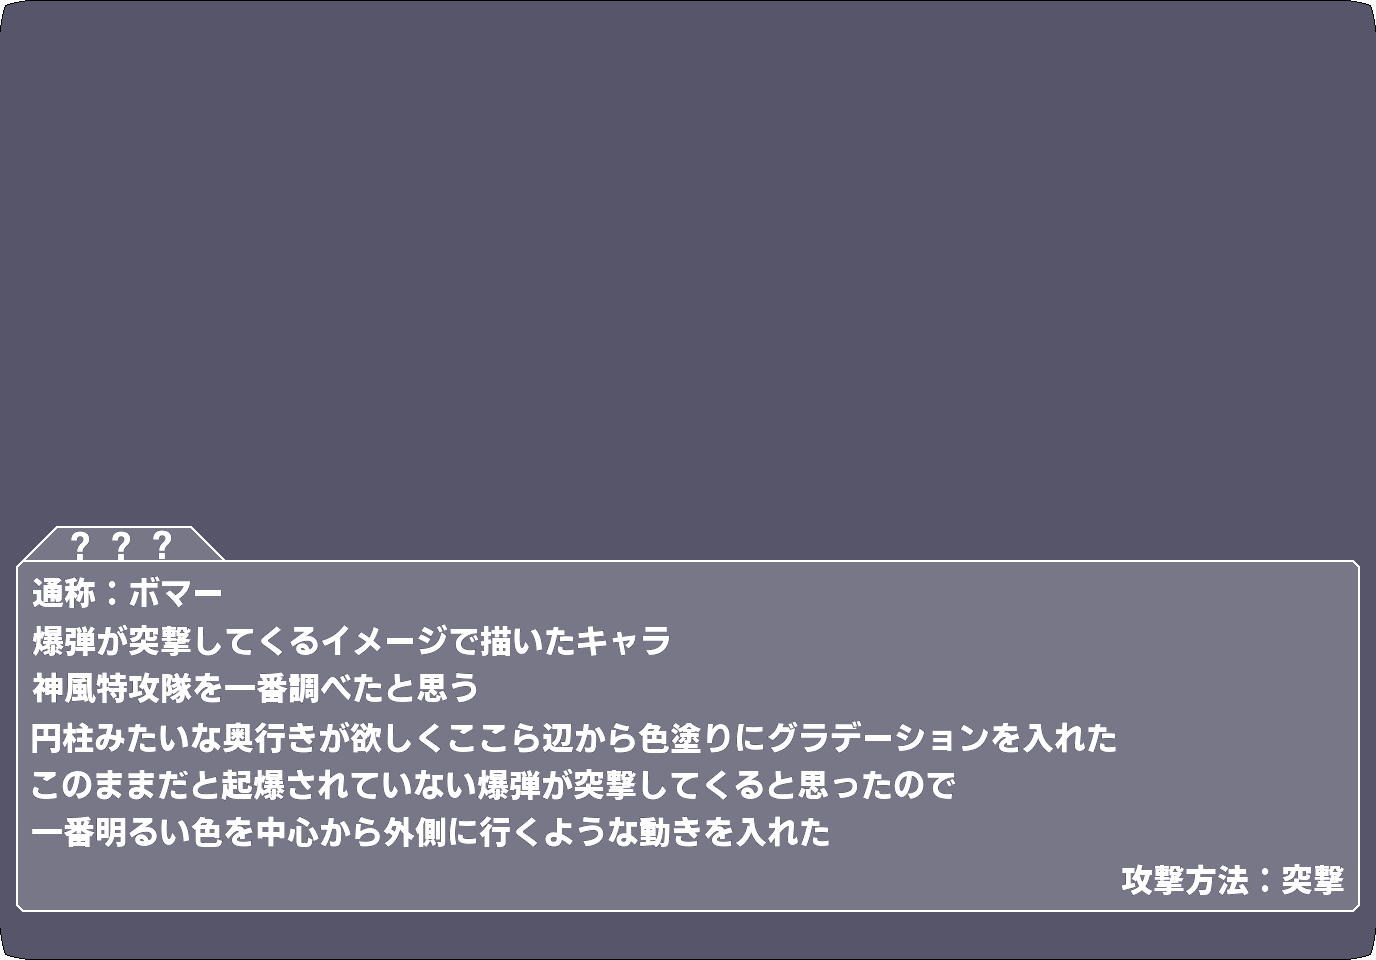 ? ? ?
通称：ボマー
爆弾が突撃してくるイメージで描いたキャラ
神風特攻隊を一番調べたと思う
円柱みたいな奥行きが欲しくここら辺から色塗りにグラデーションを入れた
このままだと起爆されていない爆弾が突撃してくると思ったので
一番明るい色を中心から外側に行くような動きを入れた
攻撃方法：突撃